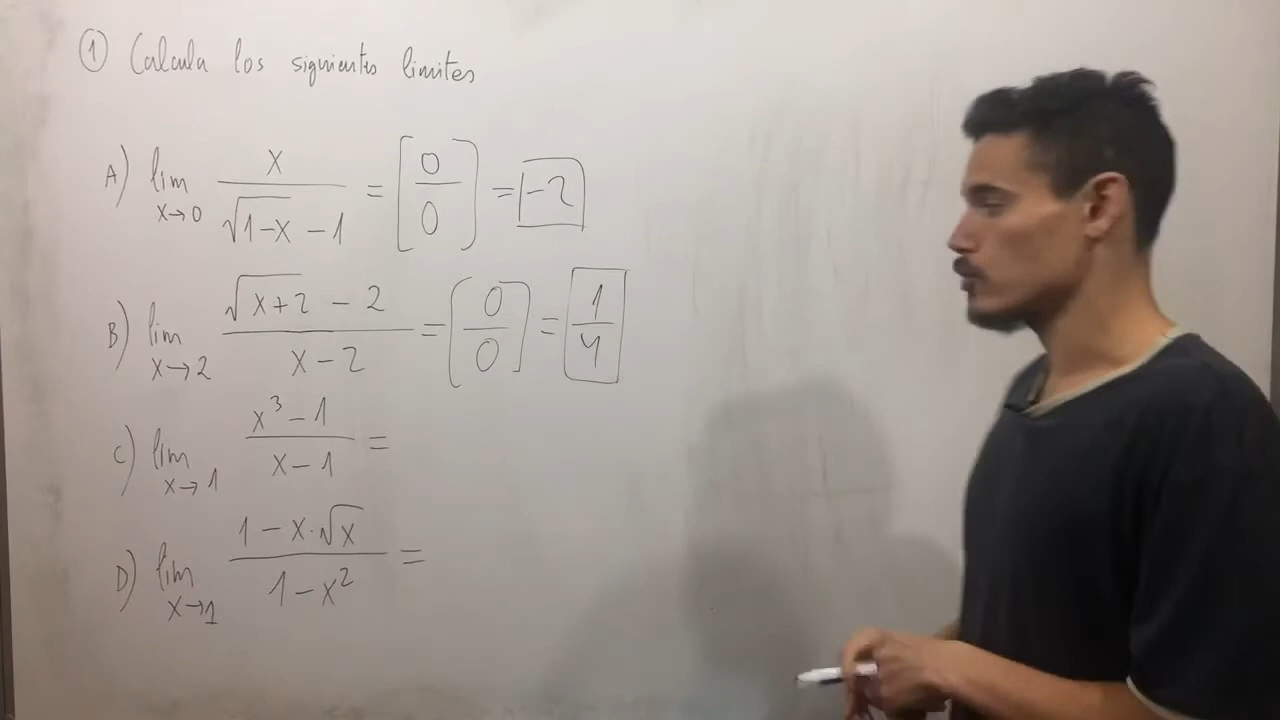 ① Calcula los siguientes limites
A) lim x→0 x / √(1-x) - 1 = [0/0] = -2
B) lim x→2 √(x+2) - 2 / x-2 = [0/0] = 1/4
C) lim x→1 x³-1 / x-1 =
D) lim x→1 1-x·√x / 1-x² =